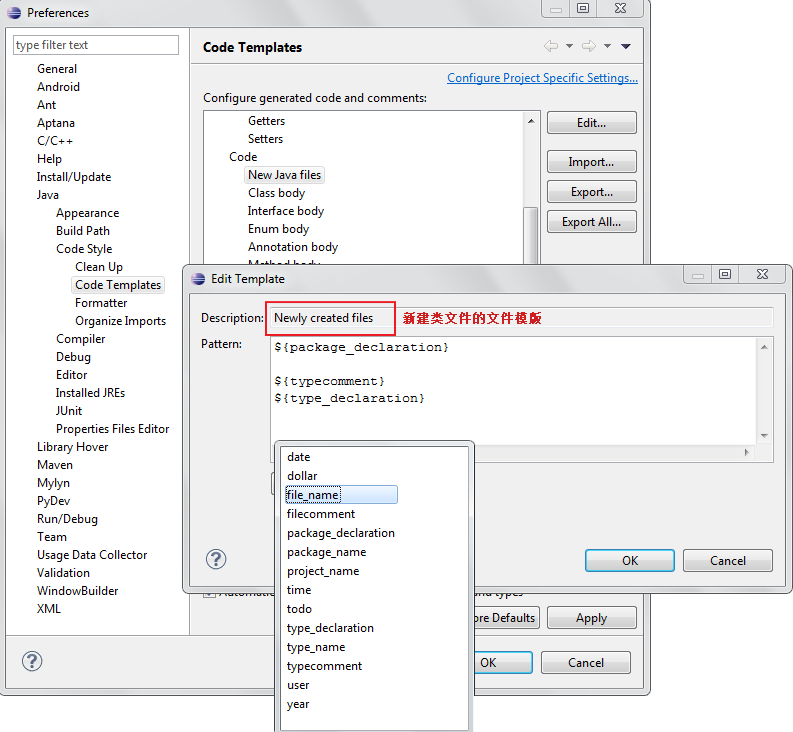 Preferences
type filter text
Code Templates
Configure Project Specific Settings...
Configure generated code and comments:
General
Android
Ant
Aptana
C/C++
Help
Install/Update
Java
Appearance
Build Path
Code Style
Clean Up
Code Templates
Formatter
Organize Imports
Compiler
Debug
Editor
Installed JREs
JUnit
Properties Files Editor
Library Hover
Maven
Mylyn
PyDev
Run/Debug
Team
Usage Data Collector
Validation
WindowBuilder
XML
Getters
Setters
Code
New Java files
Class body
Interface body
Enum body
Annotation body
Method body
Edit...
Import...
Export...
Export All...
Edit Template
Description: Newly created files 新建类文件的文件模版
Pattern:
${package_declaration}
${typecomment}
${type_declaration}
date
dollar
file_name
filecomment
package_declaration
package_name
project_name
time
todo
type_declaration
type_name
typecomment
user
year
OK Cancel
types
Defaults Apply
OK Cancel